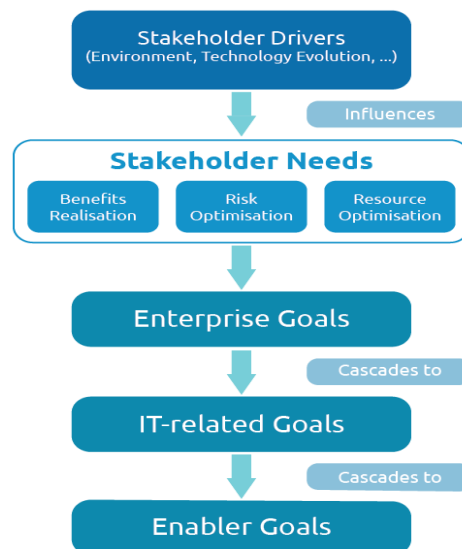 Stakeholder Drivers
(Environment, Technology Evolution, ...)
Influences
Stakeholder Needs
Benefits
Realisation
Risk
Optimisation
Resource
Optimisation
Enterprise Goals
Cascades to
IT-related Goals
Cascades to
Enabler Goals